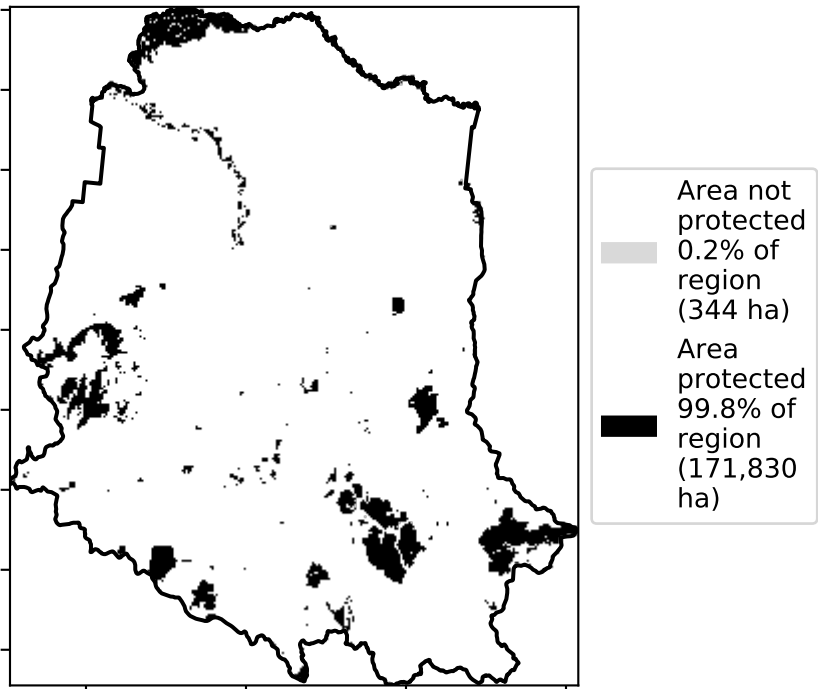 Area not
protected
0.2% of
region
(344 ha)
Area
protected
99.8% of
region
(171,830
ha)